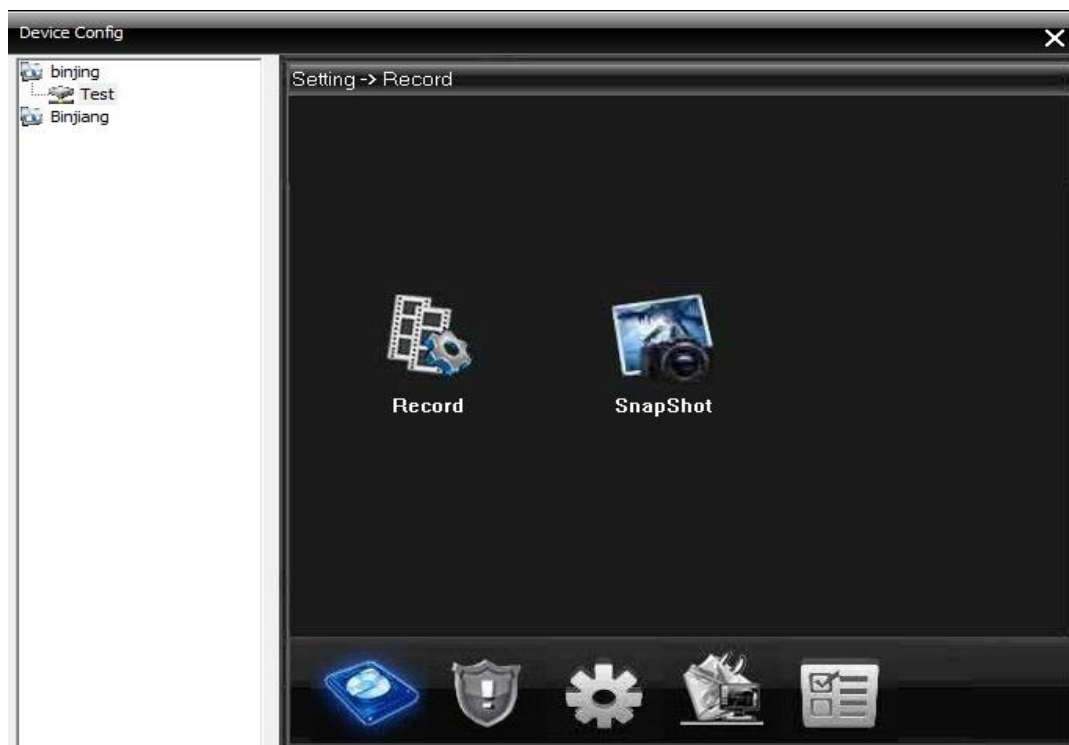 Device Config
binjing
Test
Binjiang
Setting -> Record
Record
SnapShot